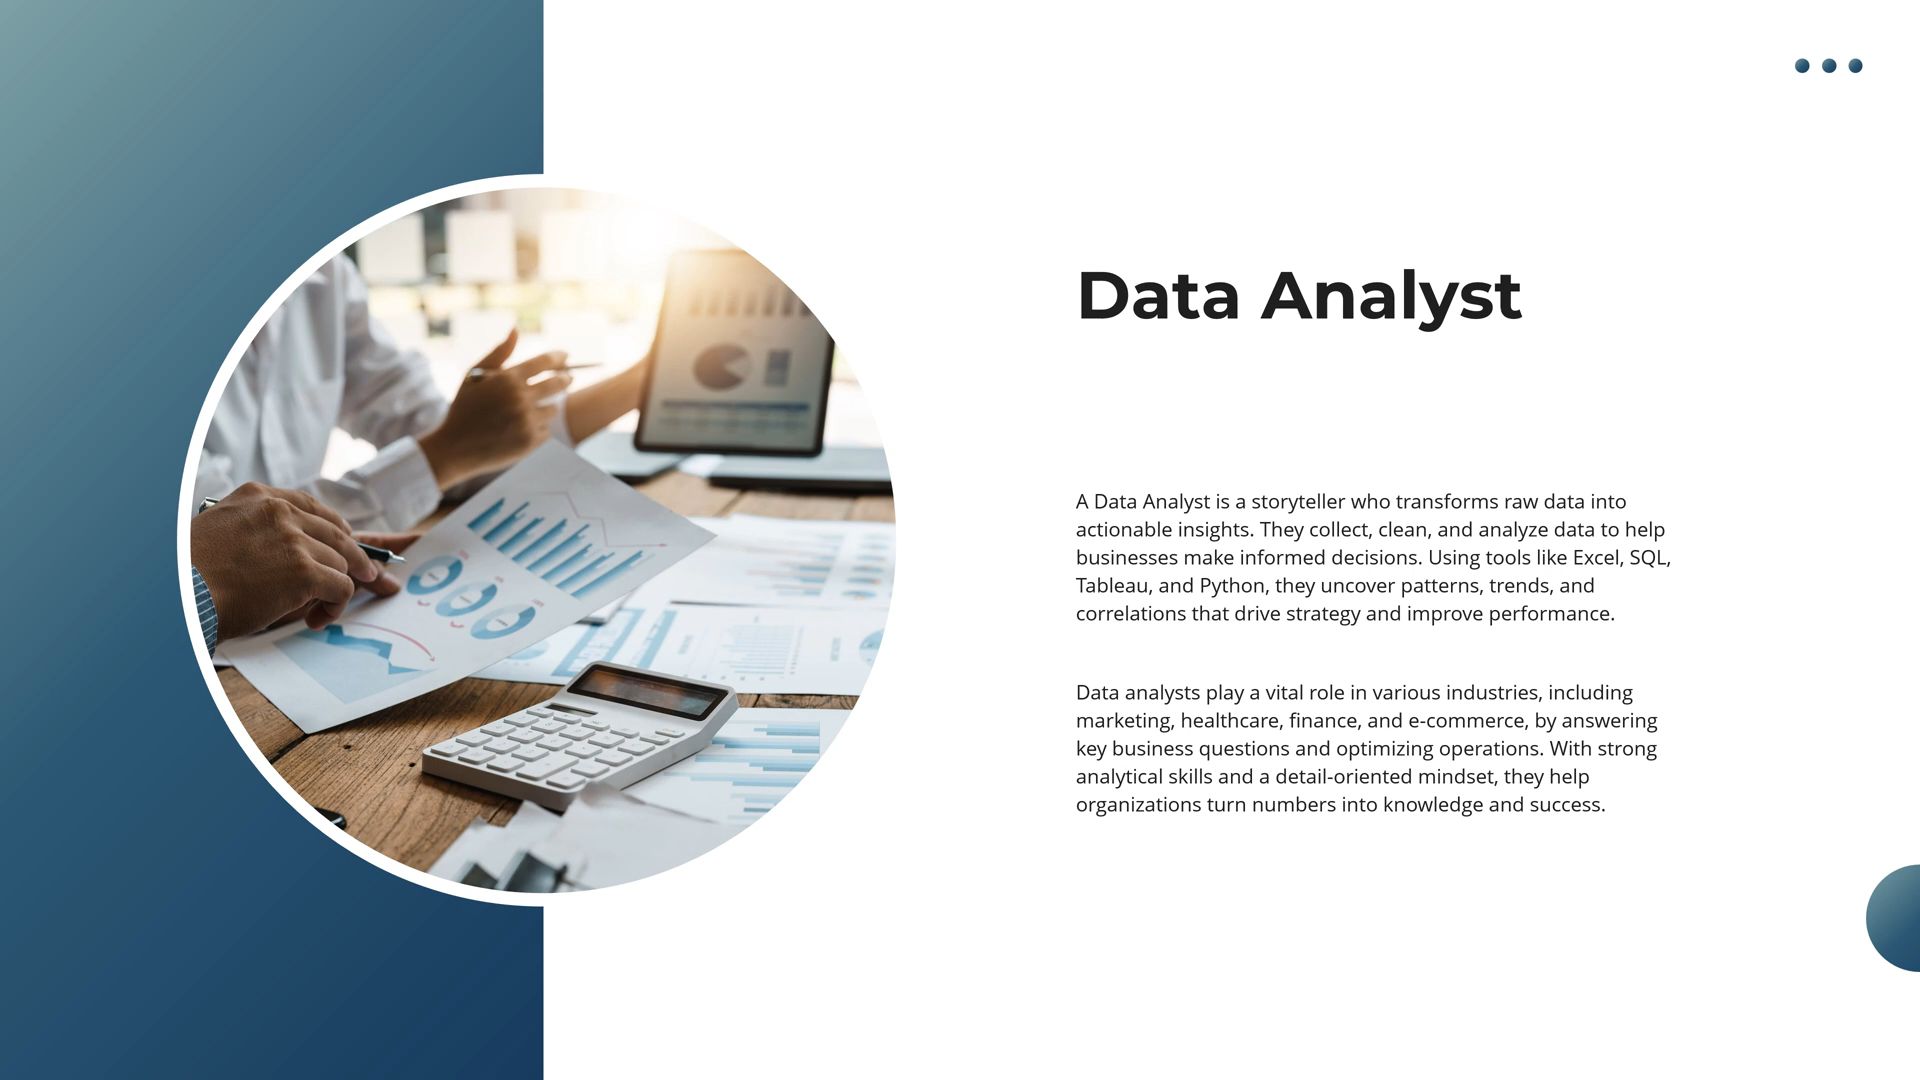 Data Analyst
A Data Analyst is a storyteller who transforms raw data into
actionable insights. They collect, clean, and analyze data to help
businesses make informed decisions. Using tools like Excel, SQL,
Tableau, and Python, they uncover patterns, trends, and
correlations that drive strategy and improve performance.
Data analysts play a vital role in various industries, including
marketing, healthcare, finance, and e-commerce, by answering
key business questions and optimizing operations. With strong
analytical skills and a detail-oriented mindset, they help
organizations turn numbers into knowledge and success.